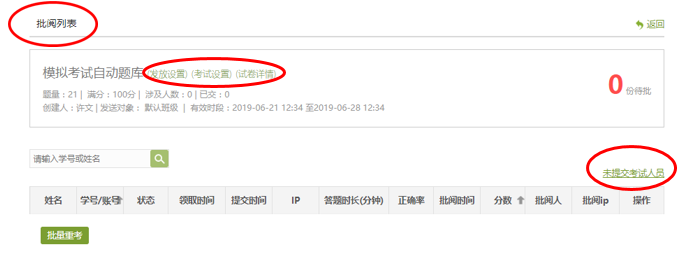 批阅列表
返回
模拟考试自动题库 (发放设置) (考试设置) (试卷详情)
题量：21 | 满分：100分 | 涉及人数：0 | 已交：0
创建人：许文 | 发送对象： 默认班级 | 有效时段：2019-06-21 12:34 至2019-06-28 12:34
0 份待批
请输入学号或姓名
未提交考试人员
姓名 学号/账号 状态 领取时间 提交时间 IP 答题时长(分钟) 正确率 批阅时间 分数 批阅人 批阅ip 操作
批量重考